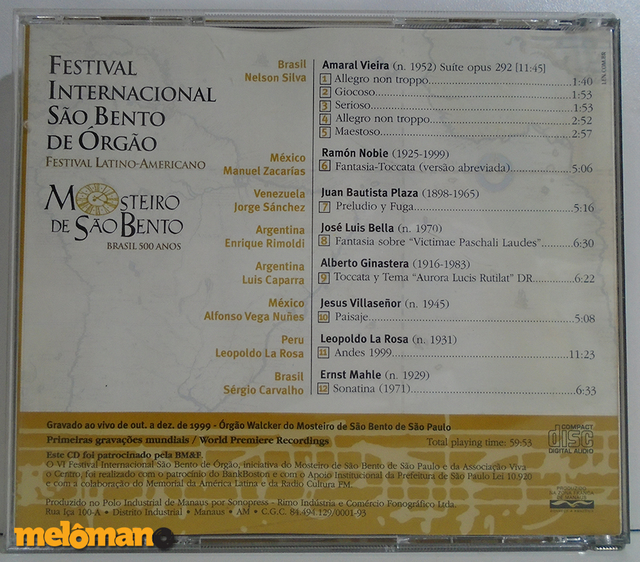 FESTIVAL
INTERNACIONAL
SÃO BENTO
DE ÓRGÃO
FESTIVAL LATINO-AMERICANO
MOSTEIRO
DE SÃO BENTO
BRASIL 500 ANOS
Brasil
Nelson Silva
Amaral Vieira (n. 1952) Suíte opus 292 [11:45]
1 Allegro non troppo 1:40
2 Giocoso 1:53
3 Serioso 1:53
4 Allegro non troppo 2:52
5 Maestoso 2:57
México
Manuel Zacarías
Ramón Noble (1925-1999)
6 Fantasia-Toccata (versão abreviada) 5:06
Venezuela
Jorge Sánchez
Juan Bautista Plaza (1898-1965)
7 Preludio y Fuga 5:16
Argentina
Enrique Rimoldi
José Luis Bella (n. 1970)
8 Fantasia sobre "Victimae Paschali Laudes" 6:30
Argentina
Luis Caparra
Alberto Ginastera (1916-1983)
9 Toccata y Tema "Aurora Lucis Rutilat" DR 6:22
México
Alfonso Vega Nuñes
Jesus Villaseñor (n. 1945)
10 Paisaje 5:08
Peru
Leopoldo La Rosa
Leopoldo La Rosa (n. 1931)
11 Andes 1999 11:23
Brasil
Sérgio Carvalho
Ernst Mahle (n. 1929)
12 Sonatina (1971) 6:33
Gravado ao vivo de out. a dez. de 1999 - Órgão Walcker do Mosteiro de São Bento de São Paulo
Primeiras gravações mundiais / World Premiere Recordings
Total playing time: 59:53
COMPACT
disc
DIGITAL AUDIO
Este CD foi patrocinado pela BM&F.
O VI Festival Internacional São Bento de Órgão, iniciativa do Mosteiro de São Bento de São Paulo e da Associação Viva
o Centro, foi realizado com o patrocínio do BankBoston e com o Apoio Institucional da Prefeitura de São Paulo Lei 10.920
e com a colaboração do Memorial da América Latina e da Radio Cultura FM.
Produzido no Polo Industrial de Manaus por Sonopress - Rimo Indústria e Comércio Fonográfico Ltda.
Rua Iça 100-A • Distrito Industrial • Manaus • AM • C.G.C. 84.494.129/0001-93
melômano